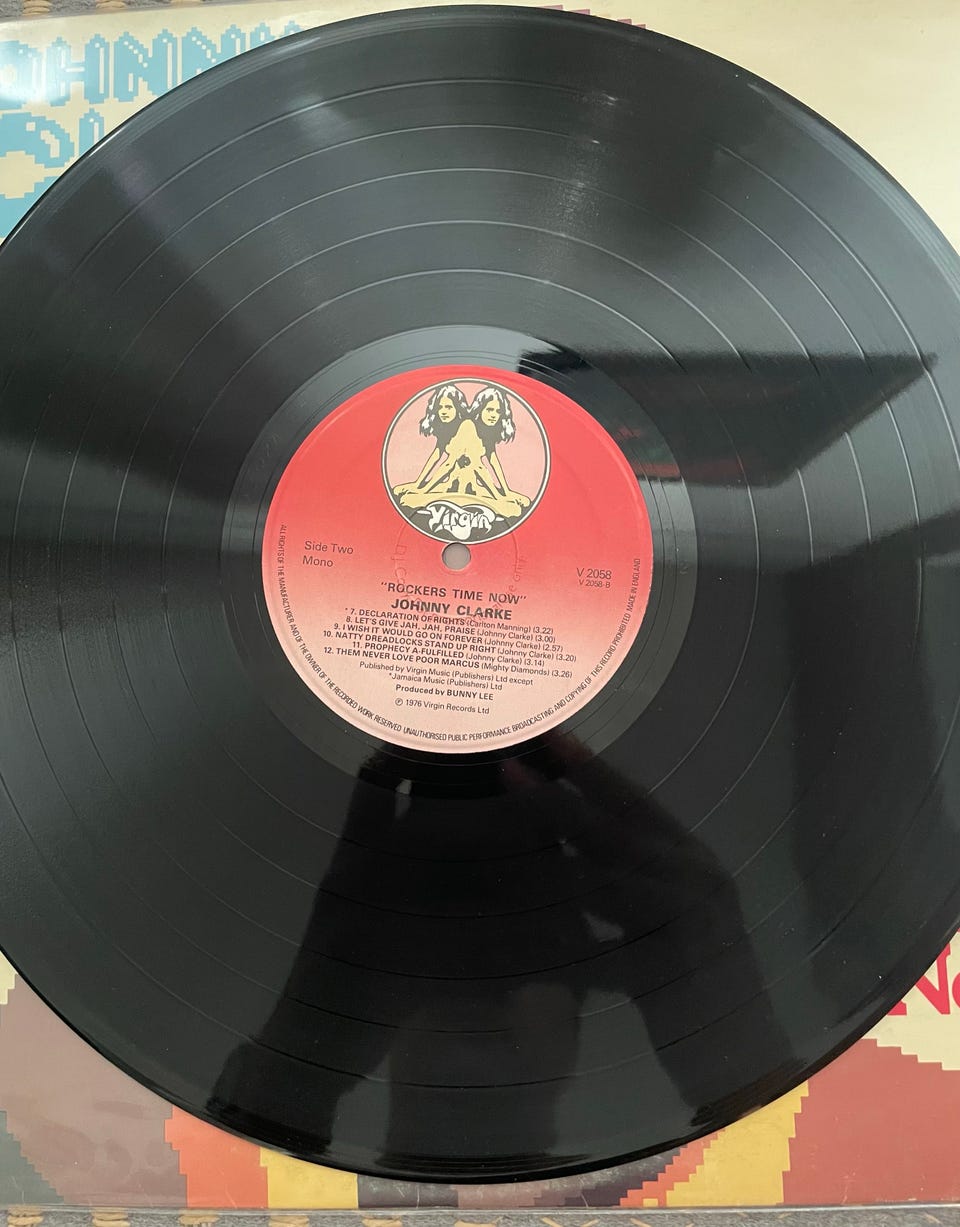 OHNNY
Virgin
Side Two
Mono
V 2058
V 2058-B
"ROCKERS TIME NOW"
JOHNNY CLARKE
* 7. DECLARATION OF RIGHTS (Carlton Manning) (3.22)
8. LET'S GIVE JAH, JAH, PRAISE (Johnny Clarke) (3.00)
9. I WISH IT WOULD GO ON FOREVER (Johnny Clarke) (2.57)
10. NATTY DREADLOCKS STAND UP RIGHT (Johnny Clarke) (3.20)
11. PROPHECY A-FULFILLED (Johnny Clarke) (3.14)
12. THEM NEVER LOVE POOR MARCUS (Mighty Diamonds) (3.26)
Published by Virgin Music (Publishers) Ltd except
*Jamaica Music (Publishers) Ltd
Produced by BUNNY LEE
℗ 1976 Virgin Records Ltd
ALL RIGHTS OF THE MANUFACTURER AND OF THE OWNER OF THE RECORDED WORK RESERVED UNAUTHORISED PUBLIC PERFORMANCE BROADCASTING AND COPYING OF THIS RECORD PROHIBITED MADE IN ENGLAND